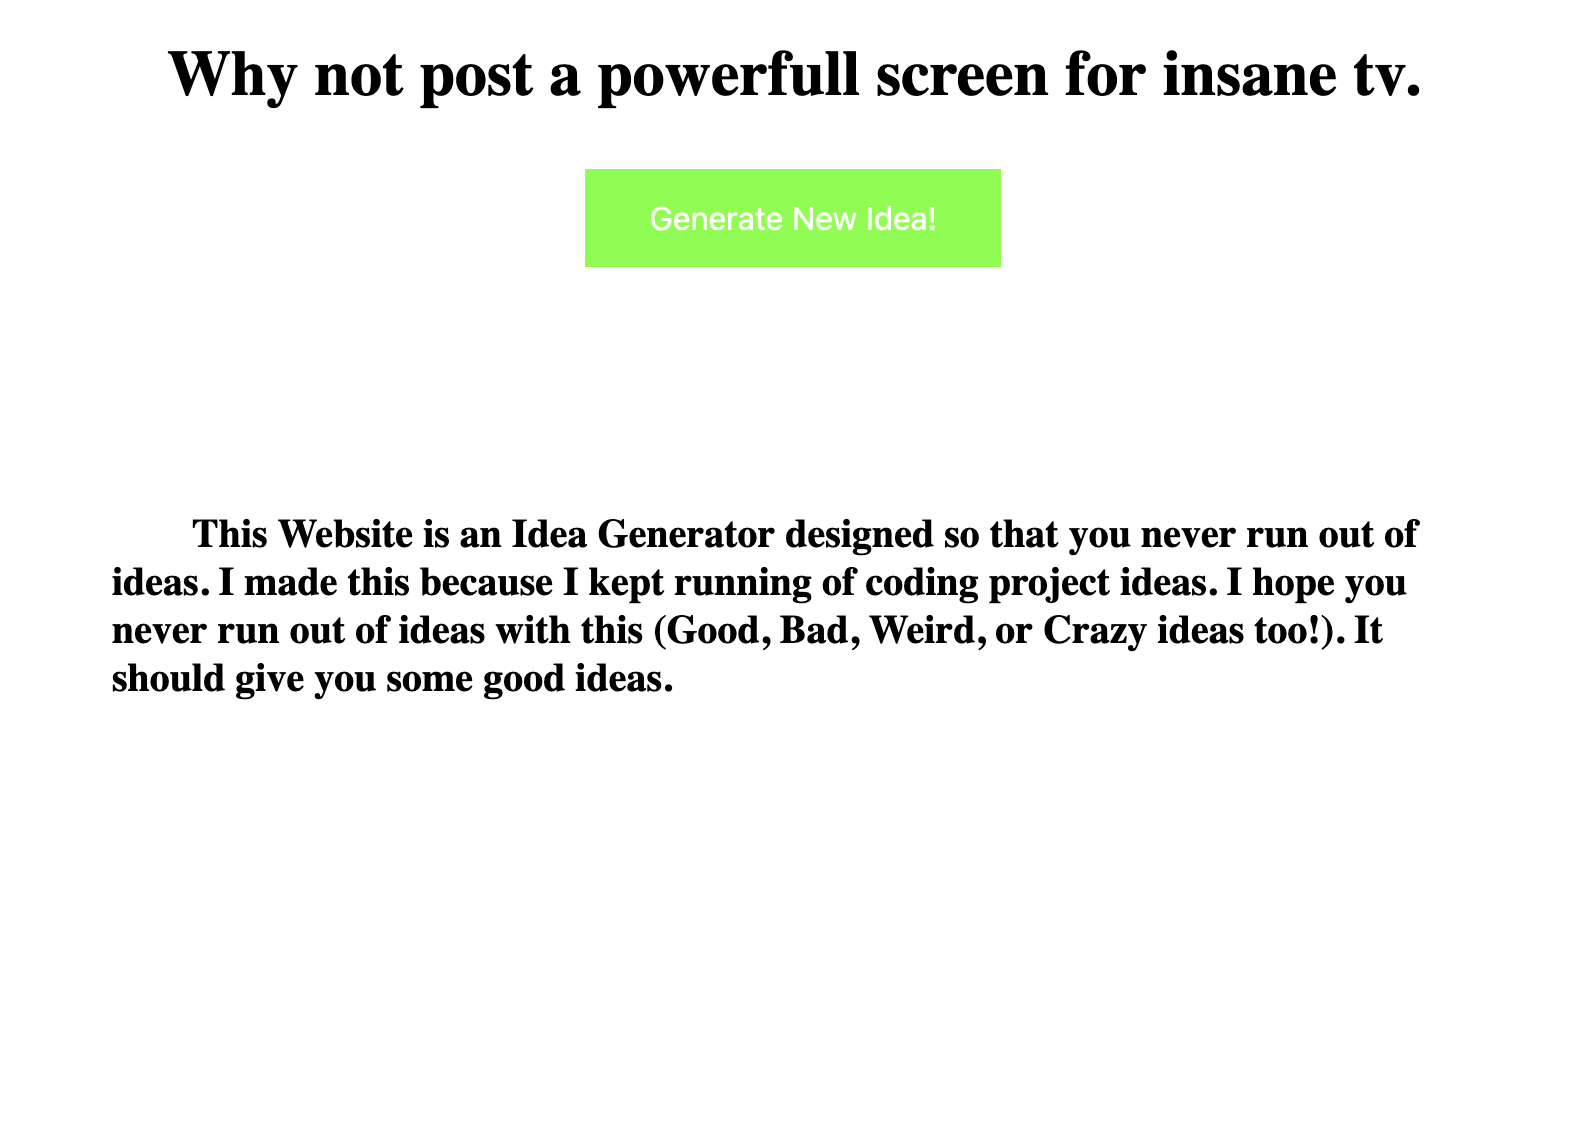 Why not post a powerfull screen for insane tv.
Generate New Idea!
This Website is an Idea Generator designed so that you never run out of
ideas. I made this because I kept running of coding project ideas. I hope you
never run out of ideas with this (Good, Bad, Weird, or Crazy ideas too!). It
should give you some good ideas.